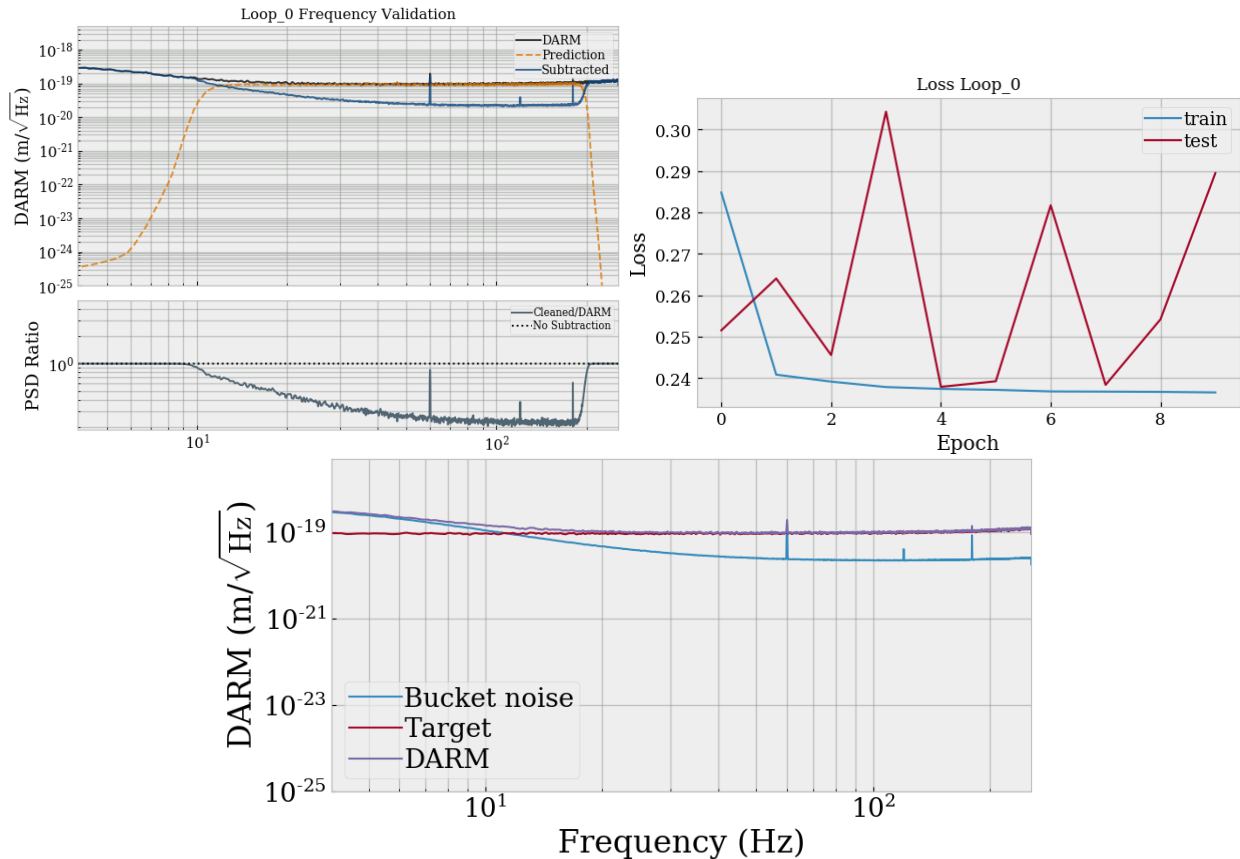 Loop_0 Frequency Validation
DARM (m/√Hz)
10^-18
10^-19
10^-20
10^-21
10^-22
10^-23
10^-24
10^-25
DARM
Prediction
Subtracted
PSD Ratio
10^0
Cleaned/DARM
No Subtraction
10^1 10^2
Loss Loop_0
Loss
0.30
0.29
0.28
0.27
0.26
0.25
0.24
train
test
0 2 4 6 8
Epoch
DARM (m/√Hz)
10^-19
10^-21
10^-23
10^-25
Bucket noise
Target
DARM
10^1 10^2
Frequency (Hz)